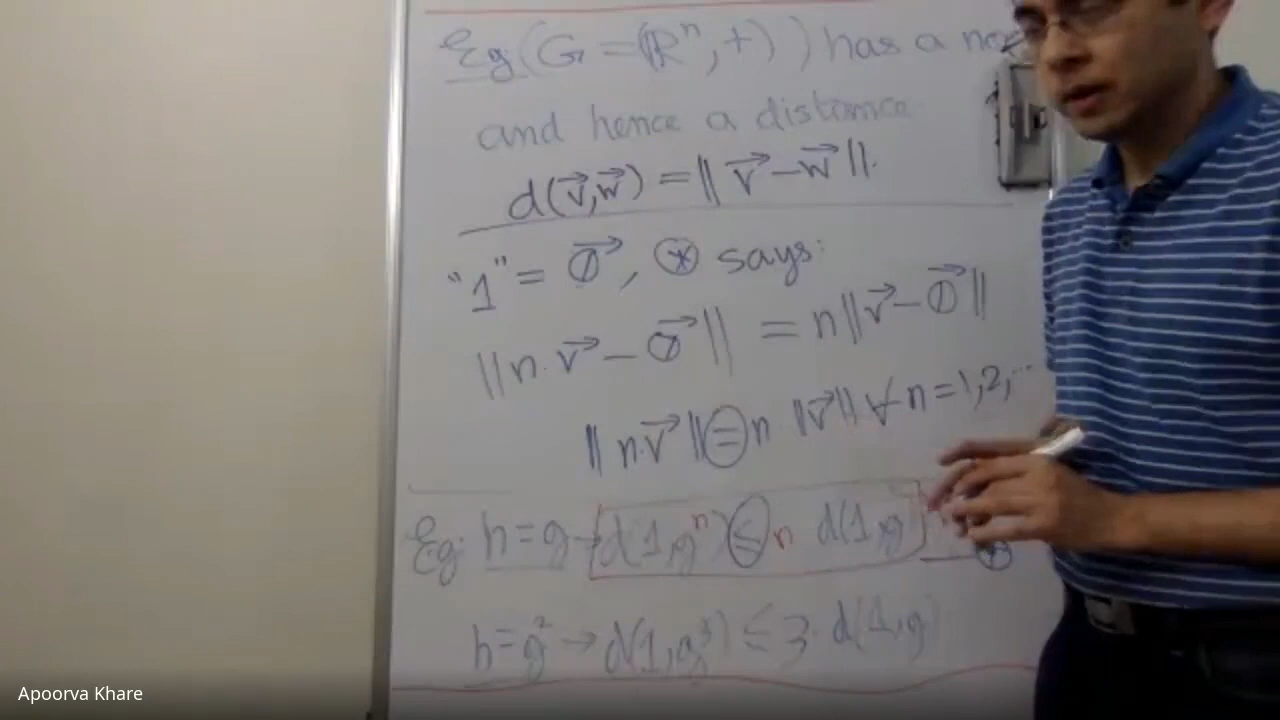 Eg: (G = (ℝⁿ, +)) has a
and hence a distance
d(v⃗, w⃗) = ‖ v⃗ − w⃗ ‖.
"1" = 0⃗, ⊛ says:
‖n·v⃗ − 0⃗‖ = n‖v⃗ − 0⃗‖
‖n·v⃗‖ = n ‖v⃗‖ ∀ n = 1,2,...
Eg: h = g → d(1, gⁿ) ≤ n d(1, g) ⊛
h = g² → d(1, g³) ≤ 3 · d(1, g)
Apoorva Khare